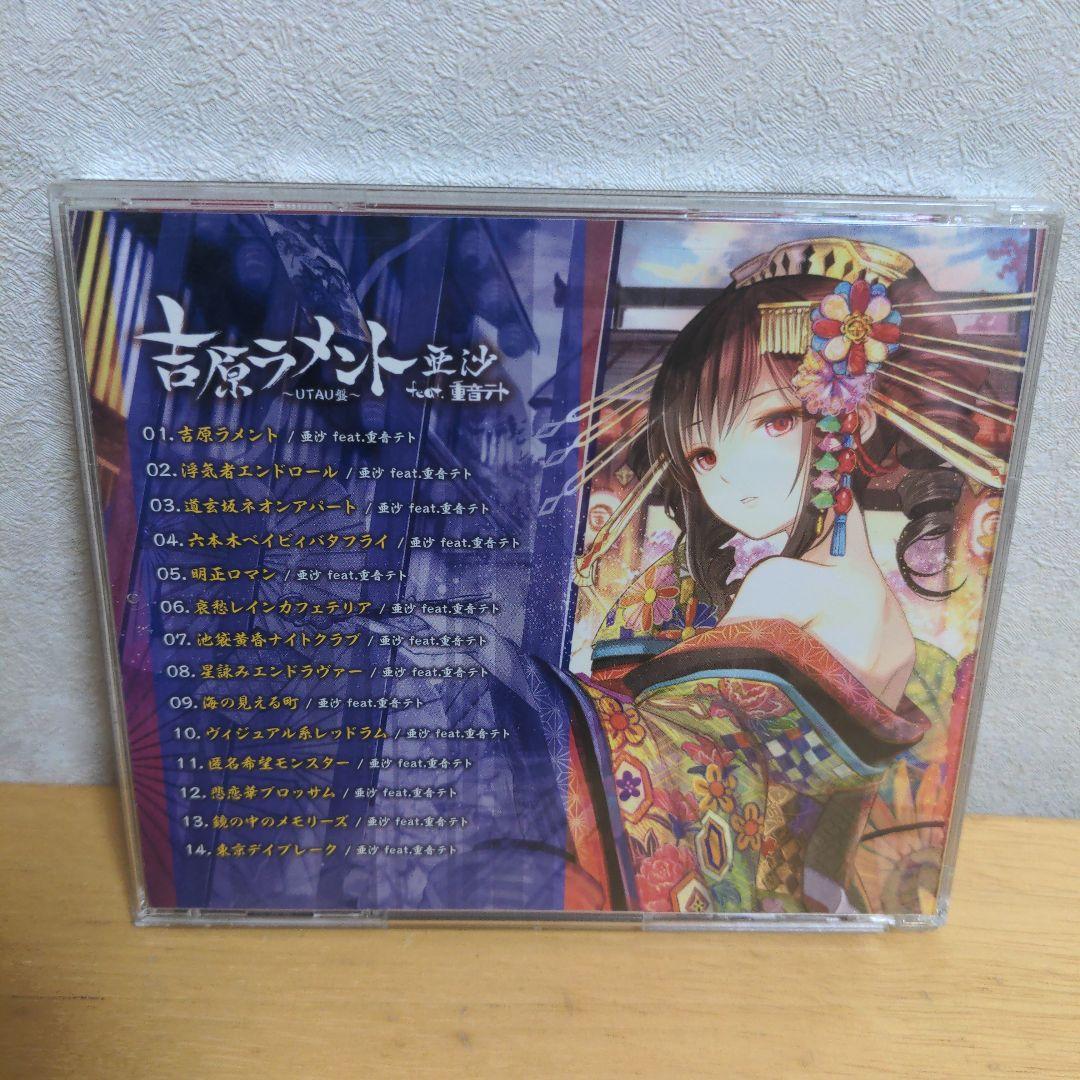 吉原ラメント 亜沙
～UTAU盤～ feat. 重音テト
01.吉原ラメント / 亜沙 feat.重音テト
02.浮気者エンドロール / 亜沙 feat.重音テト
03.道玄坂ネオンアパート / 亜沙 feat.重音テト
04.六本木ベイビィバタフライ / 亜沙 feat.重音テト
05.明正ロマン / 亜沙 feat.重音テト
06.哀愁レインカフェテリア / 亜沙 feat.重音テト
07.池袋黄昏ナイトクラブ / 亜沙 feat.重音テト
08.星詠みエンドラヴァー / 亜沙 feat.重音テト
09.海の見える町 / 亜沙 feat.重音テト
10.ヴィジュアル系レッドラム / 亜沙 feat.重音テト
11.匿名希望モンスター / 亜沙 feat.重音テト
12.悲恋華ブロッサム / 亜沙 feat.重音テト
13.鏡の中のメモリーズ / 亜沙 feat.重音テト
14.東京デイブレーク / 亜沙 feat.重音テト